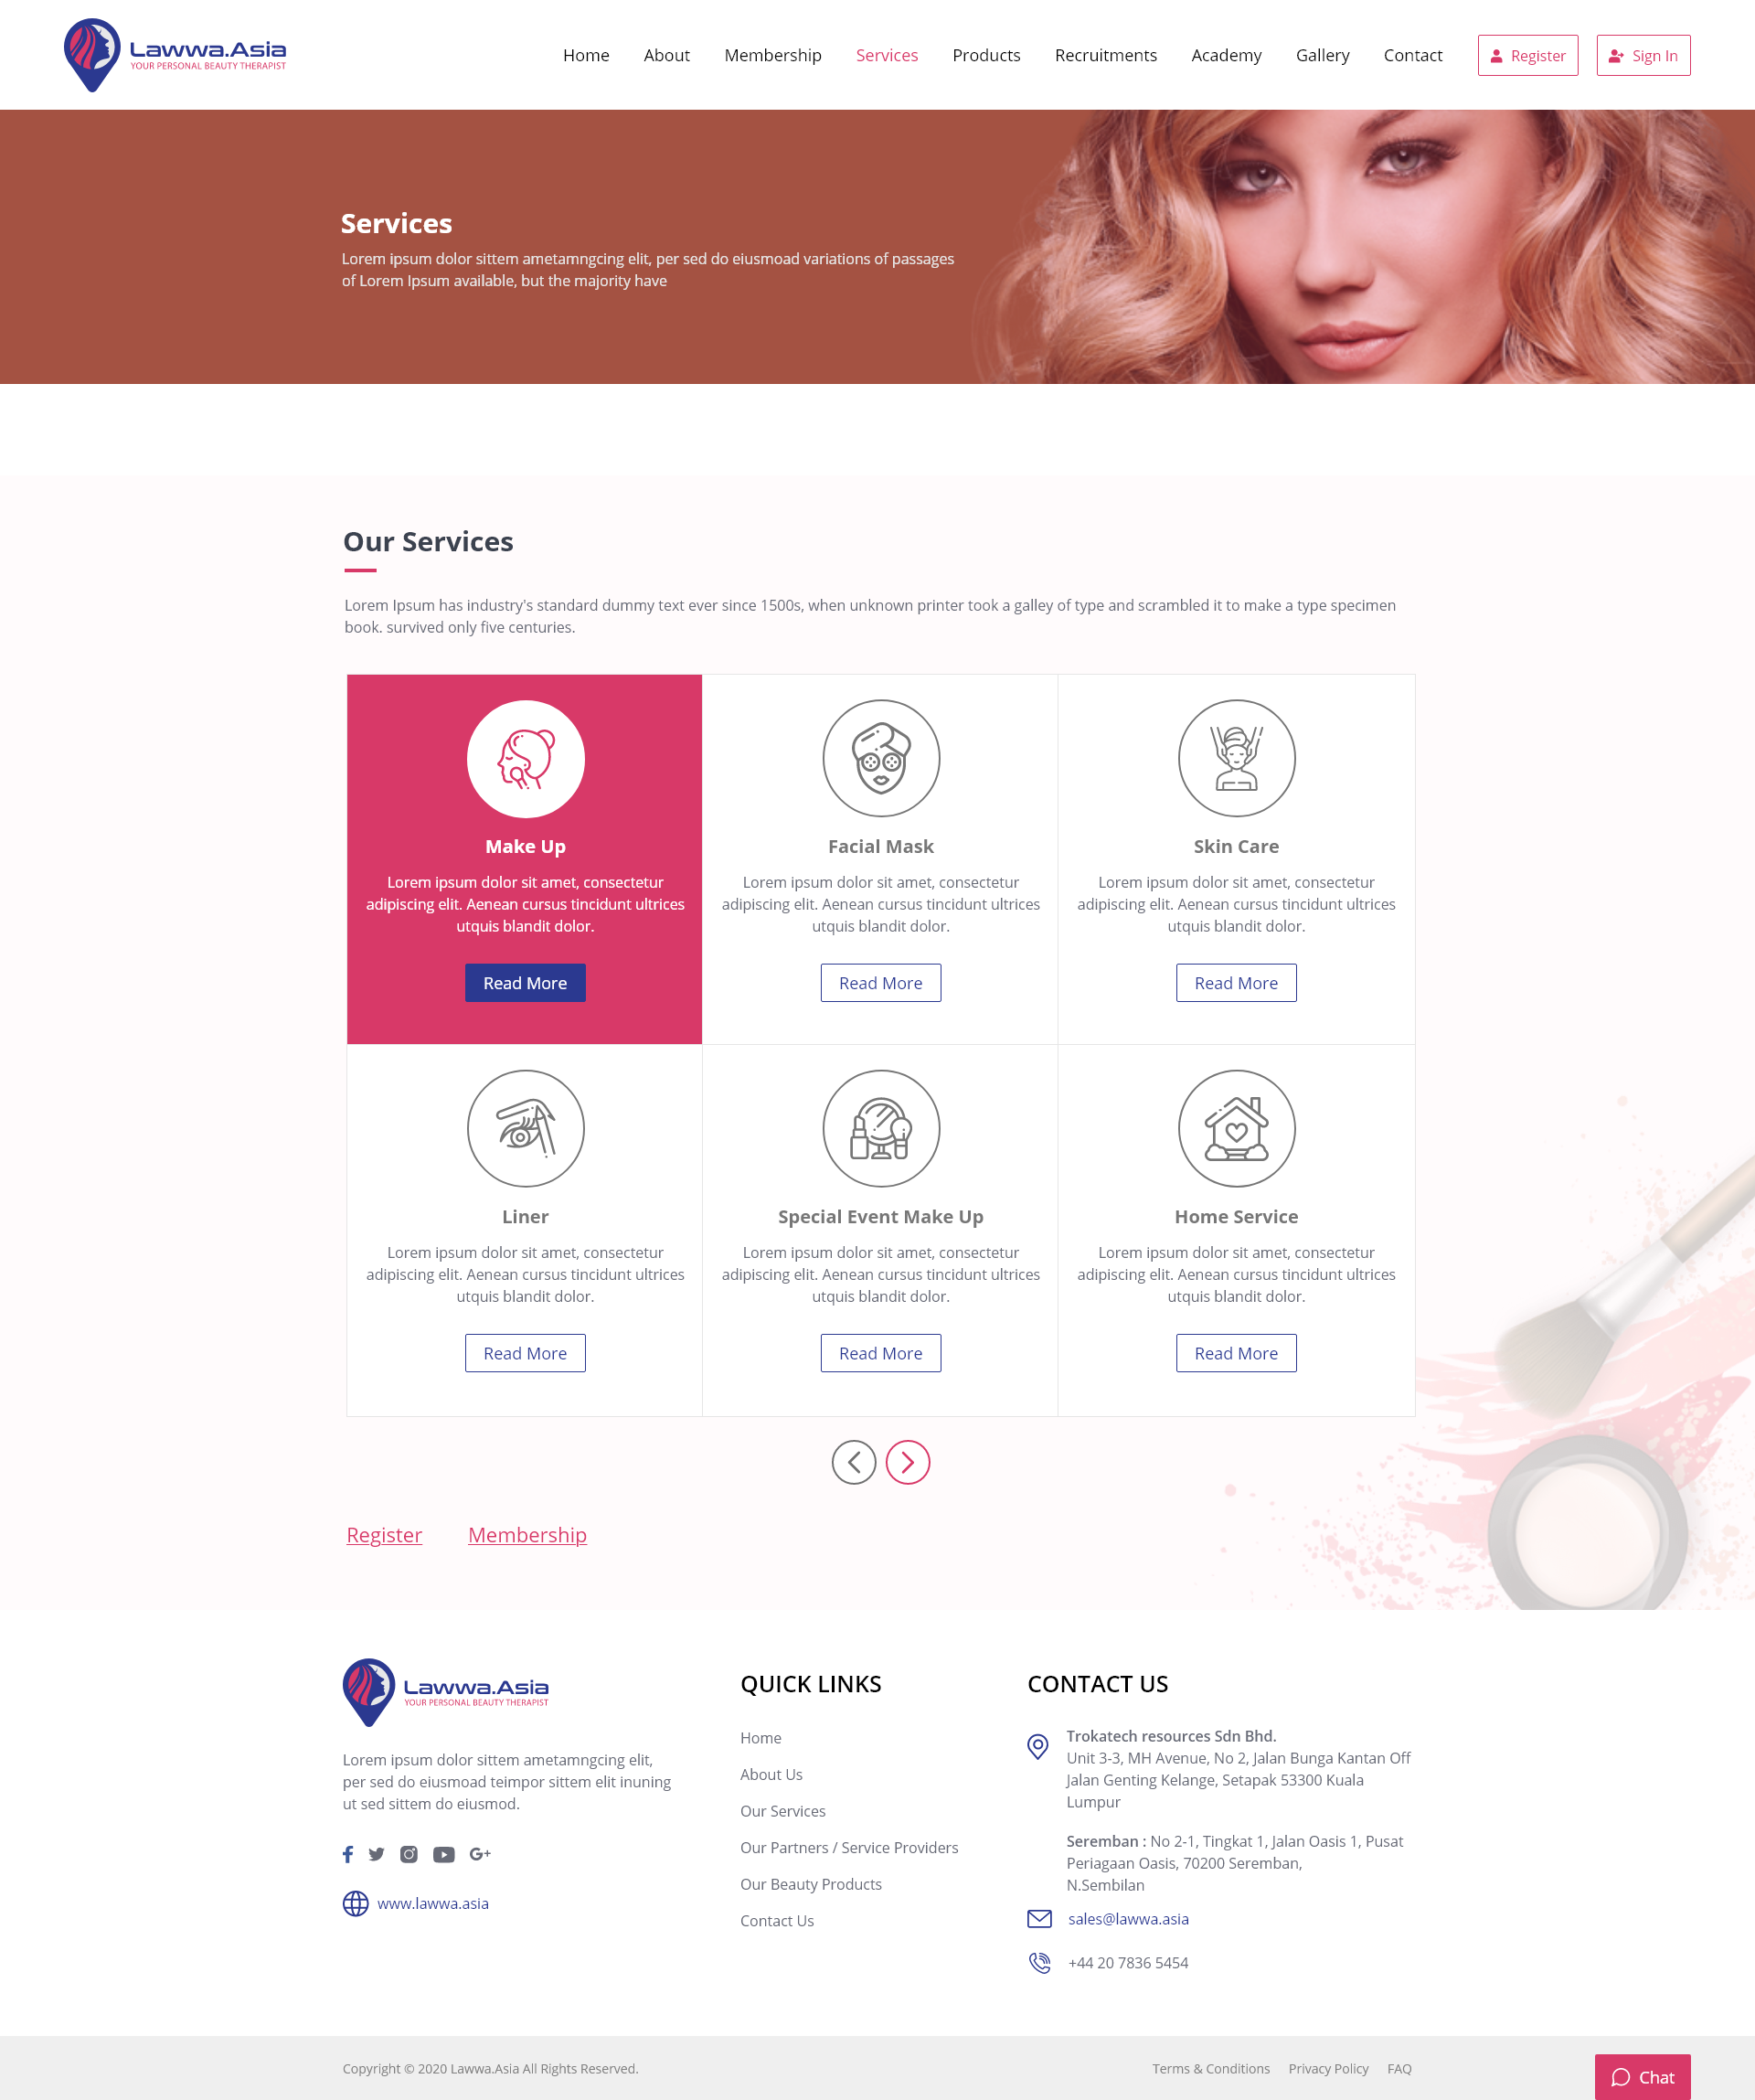 Lawwa.Asia
YOUR PERSONAL BEAUTY THERAPIST
Home About Membership Services Products Recruitments Academy Gallery Contact Register Sign In
Services
Lorem ipsum dolor sittem ametamngcing elit, per sed do eiusmoad variations of passages
of Lorem Ipsum available, but the majority have
Our Services
Lorem Ipsum has industry's standard dummy text ever since 1500s, when unknown printer took a galley of type and scrambled it to make a type specimen
book. survived only five centuries.
Make Up
Lorem ipsum dolor sit amet, consectetur
adipiscing elit. Aenean cursus tincidunt ultrices
utquis blandit dolor.
Read More
Facial Mask
Lorem ipsum dolor sit amet, consectetur
adipiscing elit. Aenean cursus tincidunt ultrices
utquis blandit dolor.
Read More
Skin Care
Lorem ipsum dolor sit amet, consectetur
adipiscing elit. Aenean cursus tincidunt ultrices
utquis blandit dolor.
Read More
Liner
Lorem ipsum dolor sit amet, consectetur
adipiscing elit. Aenean cursus tincidunt ultrices
utquis blandit dolor.
Read More
Special Event Make Up
Lorem ipsum dolor sit amet, consectetur
adipiscing elit. Aenean cursus tincidunt ultrices
utquis blandit dolor.
Read More
Home Service
Lorem ipsum dolor sit amet, consectetur
adipiscing elit. Aenean cursus tincidunt ultrices
utquis blandit dolor.
Read More
Register Membership
Lawwa.Asia
YOUR PERSONAL BEAUTY THERAPIST
Lorem ipsum dolor sittem ametamngcing elit,
per sed do eiusmoad teimpor sittem elit inuning
ut sed sittem do eiusmod.
www.lawwa.asia
QUICK LINKS
Home
About Us
Our Services
Our Partners / Service Providers
Our Beauty Products
Contact Us
CONTACT US
Trokatech resources Sdn Bhd.
Unit 3-3, MH Avenue, No 2, Jalan Bunga Kantan Off
Jalan Genting Kelange, Setapak 53300 Kuala
Lumpur
Seremban : No 2-1, Tingkat 1, Jalan Oasis 1, Pusat
Periagaan Oasis, 70200 Seremban,
N.Sembilan
sales@lawwa.asia
+44 20 7836 5454
Copyright © 2020 Lawwa.Asia All Rights Reserved.
Terms & Conditions Privacy Policy FAQ
Chat